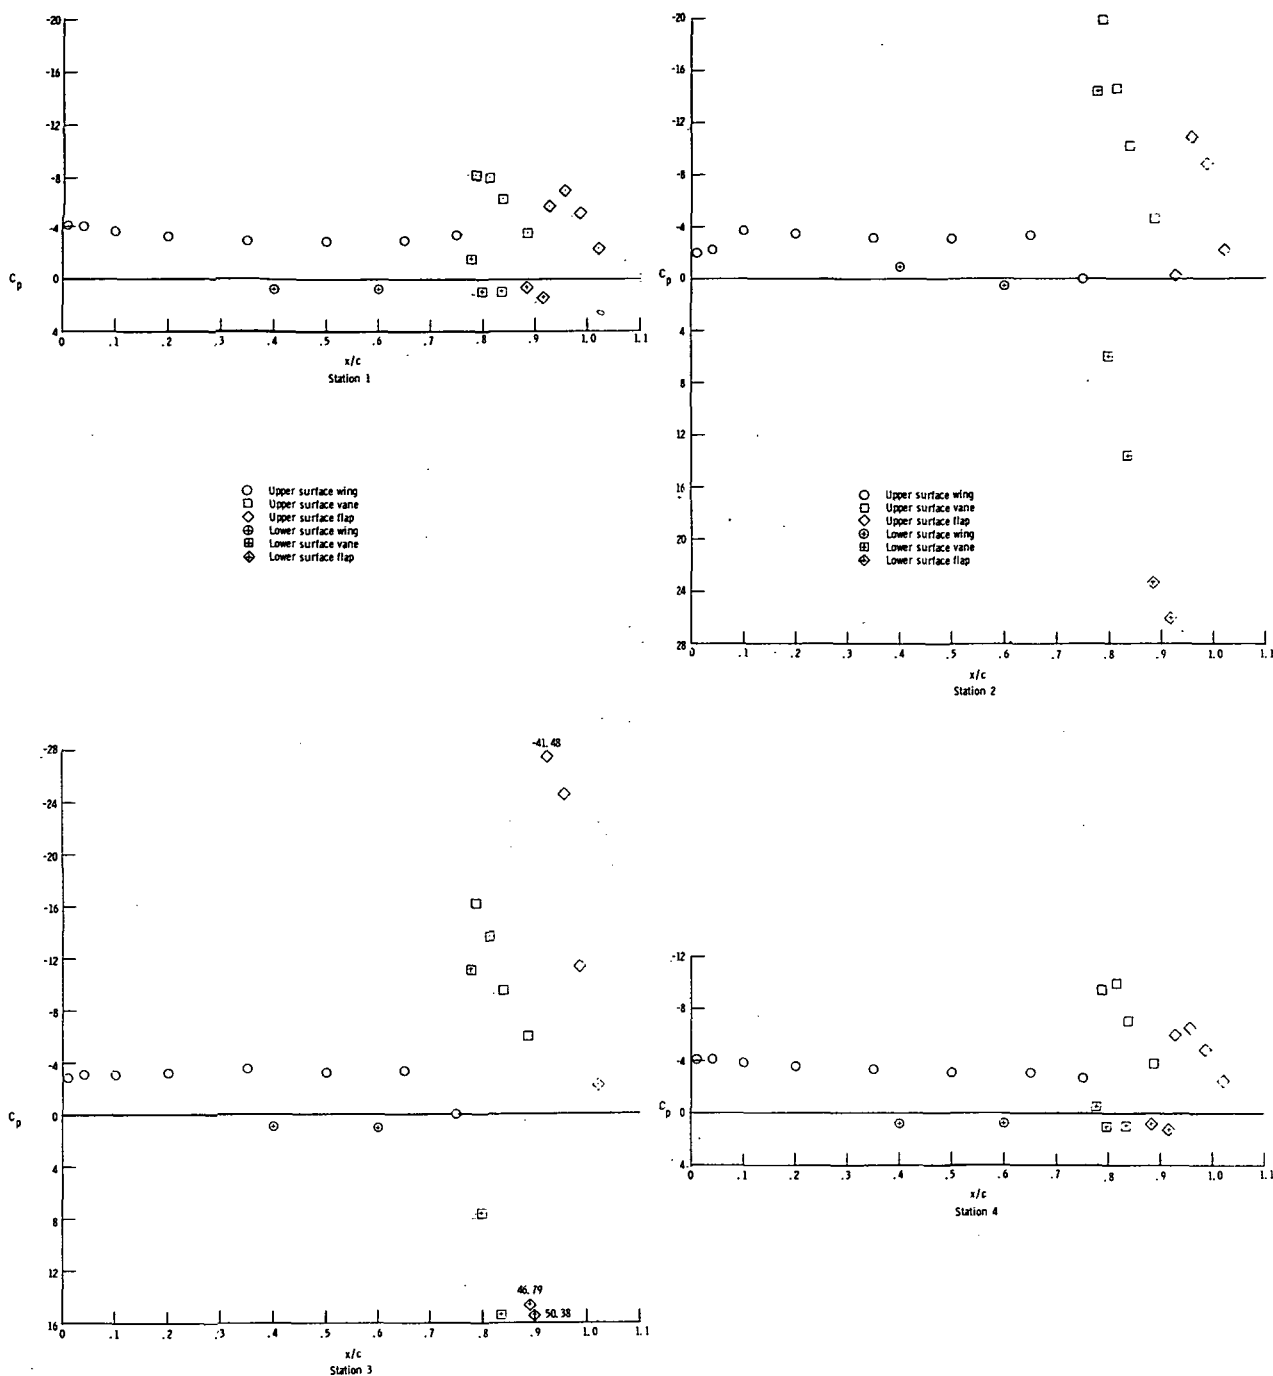 -20
-16
-12
-8
-4
0
4
C_p
0 .1 .2 .3 .4 .5 .6 .7 .8 .9 1.0 1.1
x/c
Station 1
Upper surface wing
Upper surface vane
Upper surface flap
Lower surface wing
Lower surface vane
Lower surface flap
-20
-16
-12
-8
-4
0
4
8
12
16
20
24
28
C_p
Upper surface wing
Upper surface vane
Upper surface flap
Lower surface wing
Lower surface vane
Lower surface flap
0 .1 .2 .3 .4 .5 .6 .7 .8 .9 1.0 1.1
x/c
Station 2
-28
-24
-20
-16
-12
-8
-4
0
4
8
12
16
C_p
-41.48
46.79
50.38
0 .1 .2 .3 .4 .5 .6 .7 .8 .9 1.0 1.1
x/c
Station 3
-12
-8
-4
0
4
C_p
0 .1 .2 .3 .4 .5 .6 .7 .8 .9 1.0 1.1
x/c
Station 4